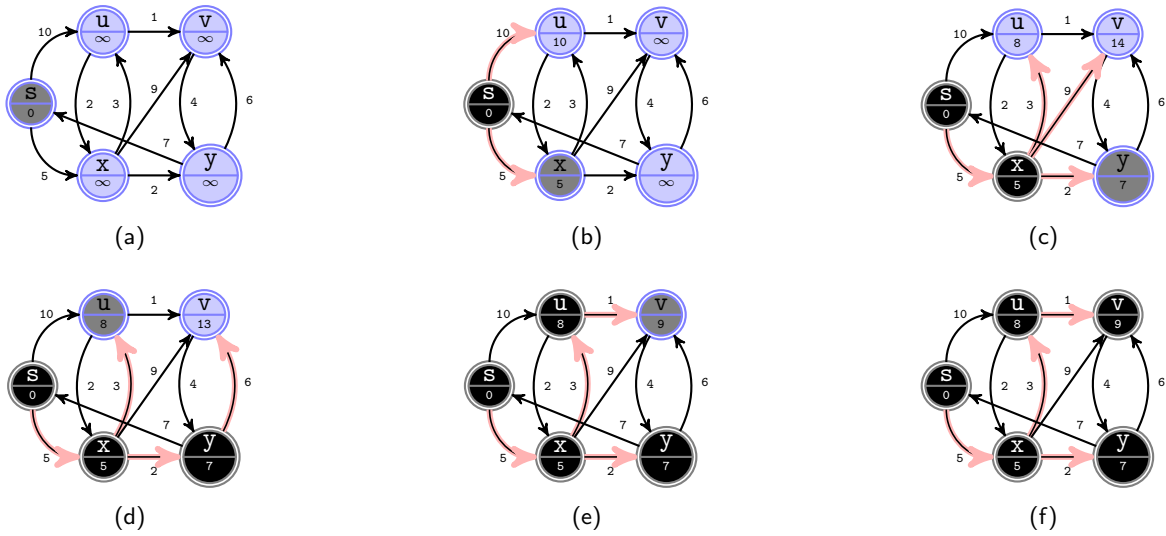 u 1 v
10 ∞ ∞
s 2 3 9 4 6
0 7
5 x y
∞ 2 ∞
(a)
u 1 v
10 10 ∞
s 2 3 9 4 6
0 7
5 x y
5 2 ∞
(b)
u 1 v
10 8 14
s 2 3 9 4 6
0 7
5 x y
5 2 7
(c)
u 1 v
10 8 13
s 2 3 9 4 6
0 7
5 x y
5 2 7
(d)
u 1 v
10 8 9
s 2 3 9 4 6
0 7
5 x y
5 2 7
(e)
u 1 v
10 8 9
s 2 3 9 4 6
0 7
5 x y
5 2 7
(f)